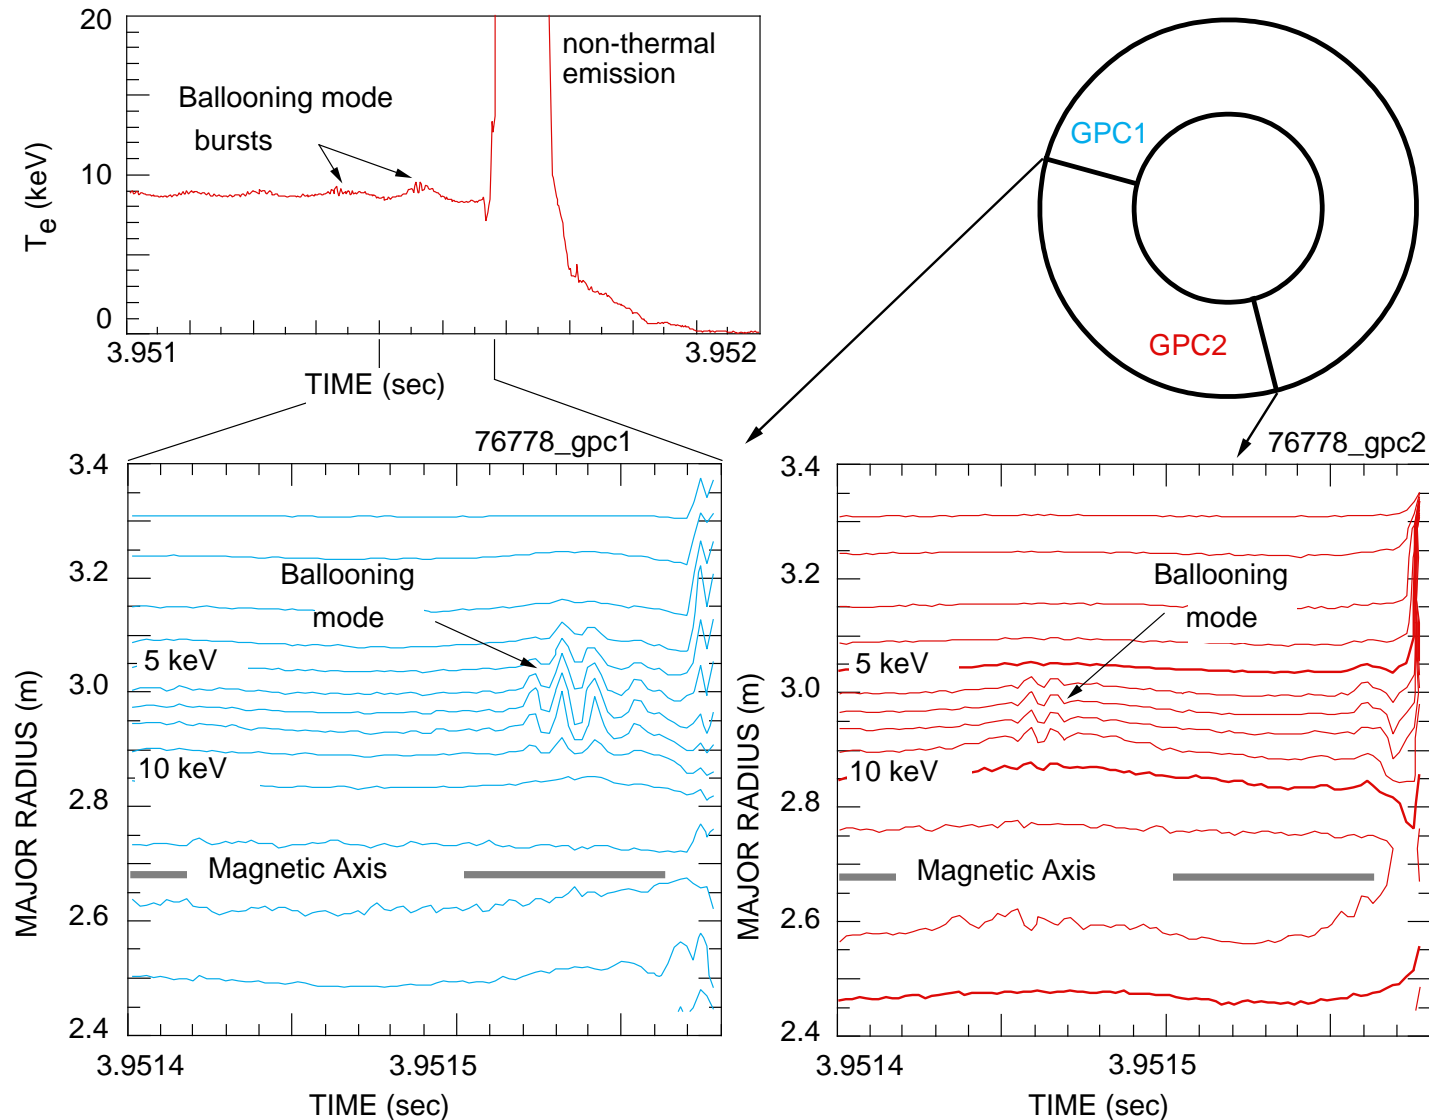 20
non-thermal
emission
Ballooning mode
bursts
GPC1
10
T_e (keV)
GPC2
0
3.951
3.952
TIME (sec)
76778_gpc1
76778_gpc2
3.4
3.2
3.0
2.8
2.6
2.4
MAJOR RADIUS (m)
Ballooning
mode
5 keV
10 keV
Magnetic Axis
3.9514
3.9515
TIME (sec)
3.4
3.2
3.0
2.8
2.6
2.4
MAJOR RADIUS (m)
Ballooning
mode
5 keV
10 keV
Magnetic Axis
3.9514
3.9515
TIME (sec)